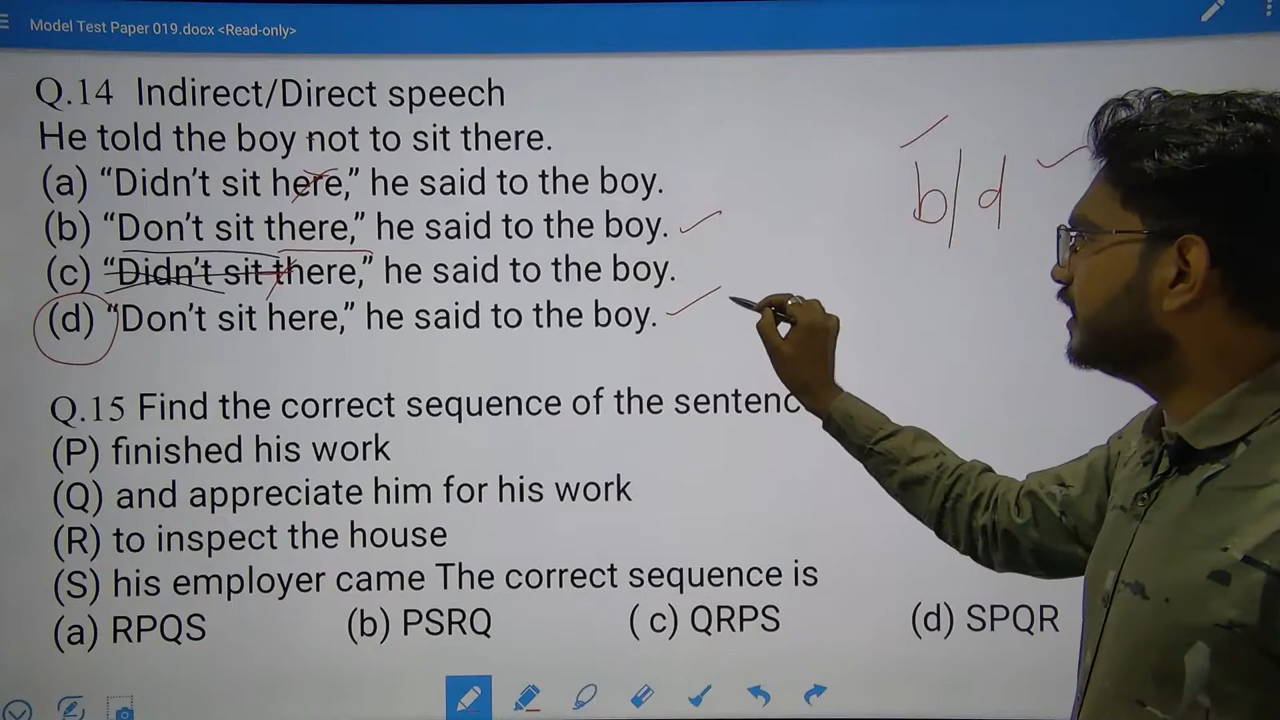 Model Test Paper 019.docx <Read-only>
Q.14 Indirect/Direct speech
He told the boy not to sit there.
(a) “Didn't sit here,” he said to the boy.
(b) “Don't sit there,” he said to the boy.
(c) “Didn't sit there,” he said to the boy.
(d) “Don't sit here,” he said to the boy.
b/d
Q.15 Find the correct sequence of the
(P) finished his work
(Q) and appreciate him for his work
(R) to inspect the house
(S) his employer came The correct sequence is
(a) RPQS (b) PSRQ ( c) QRPS (d) SPQR